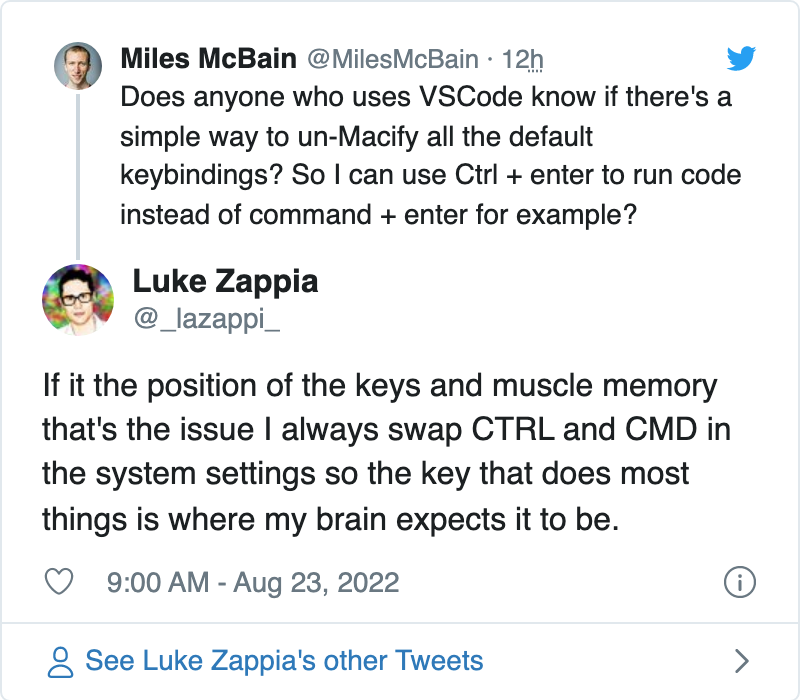 Miles McBain @MilesMcBain · 12h
Does anyone who uses VSCode know if there's a
simple way to un-Macify all the default
keybindings? So I can use Ctrl + enter to run code
instead of command + enter for example?
Luke Zappia
@_lazappi_
If it the position of the keys and muscle memory
that's the issue I always swap CTRL and CMD in
the system settings so the key that does most
things is where my brain expects it to be.
9:00 AM - Aug 23, 2022
See Luke Zappia's other Tweets